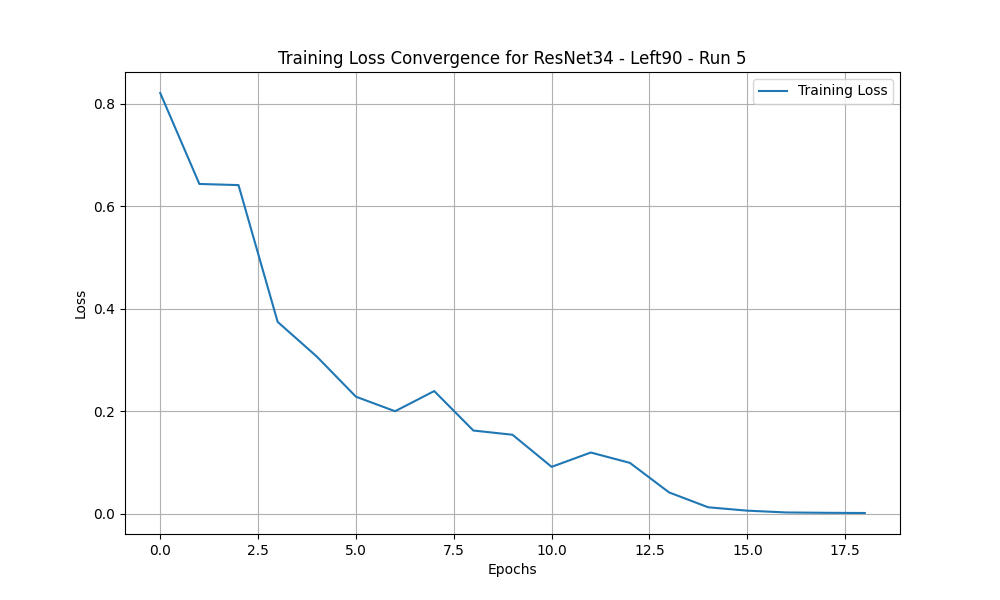 Training Loss Convergence for ResNet34 - Left90 - Run 5
Training Loss
0.8
0.6
0.4
0.2
0.0
Loss
0.0 2.5 5.0 7.5 10.0 12.5 15.0 17.5
Epochs